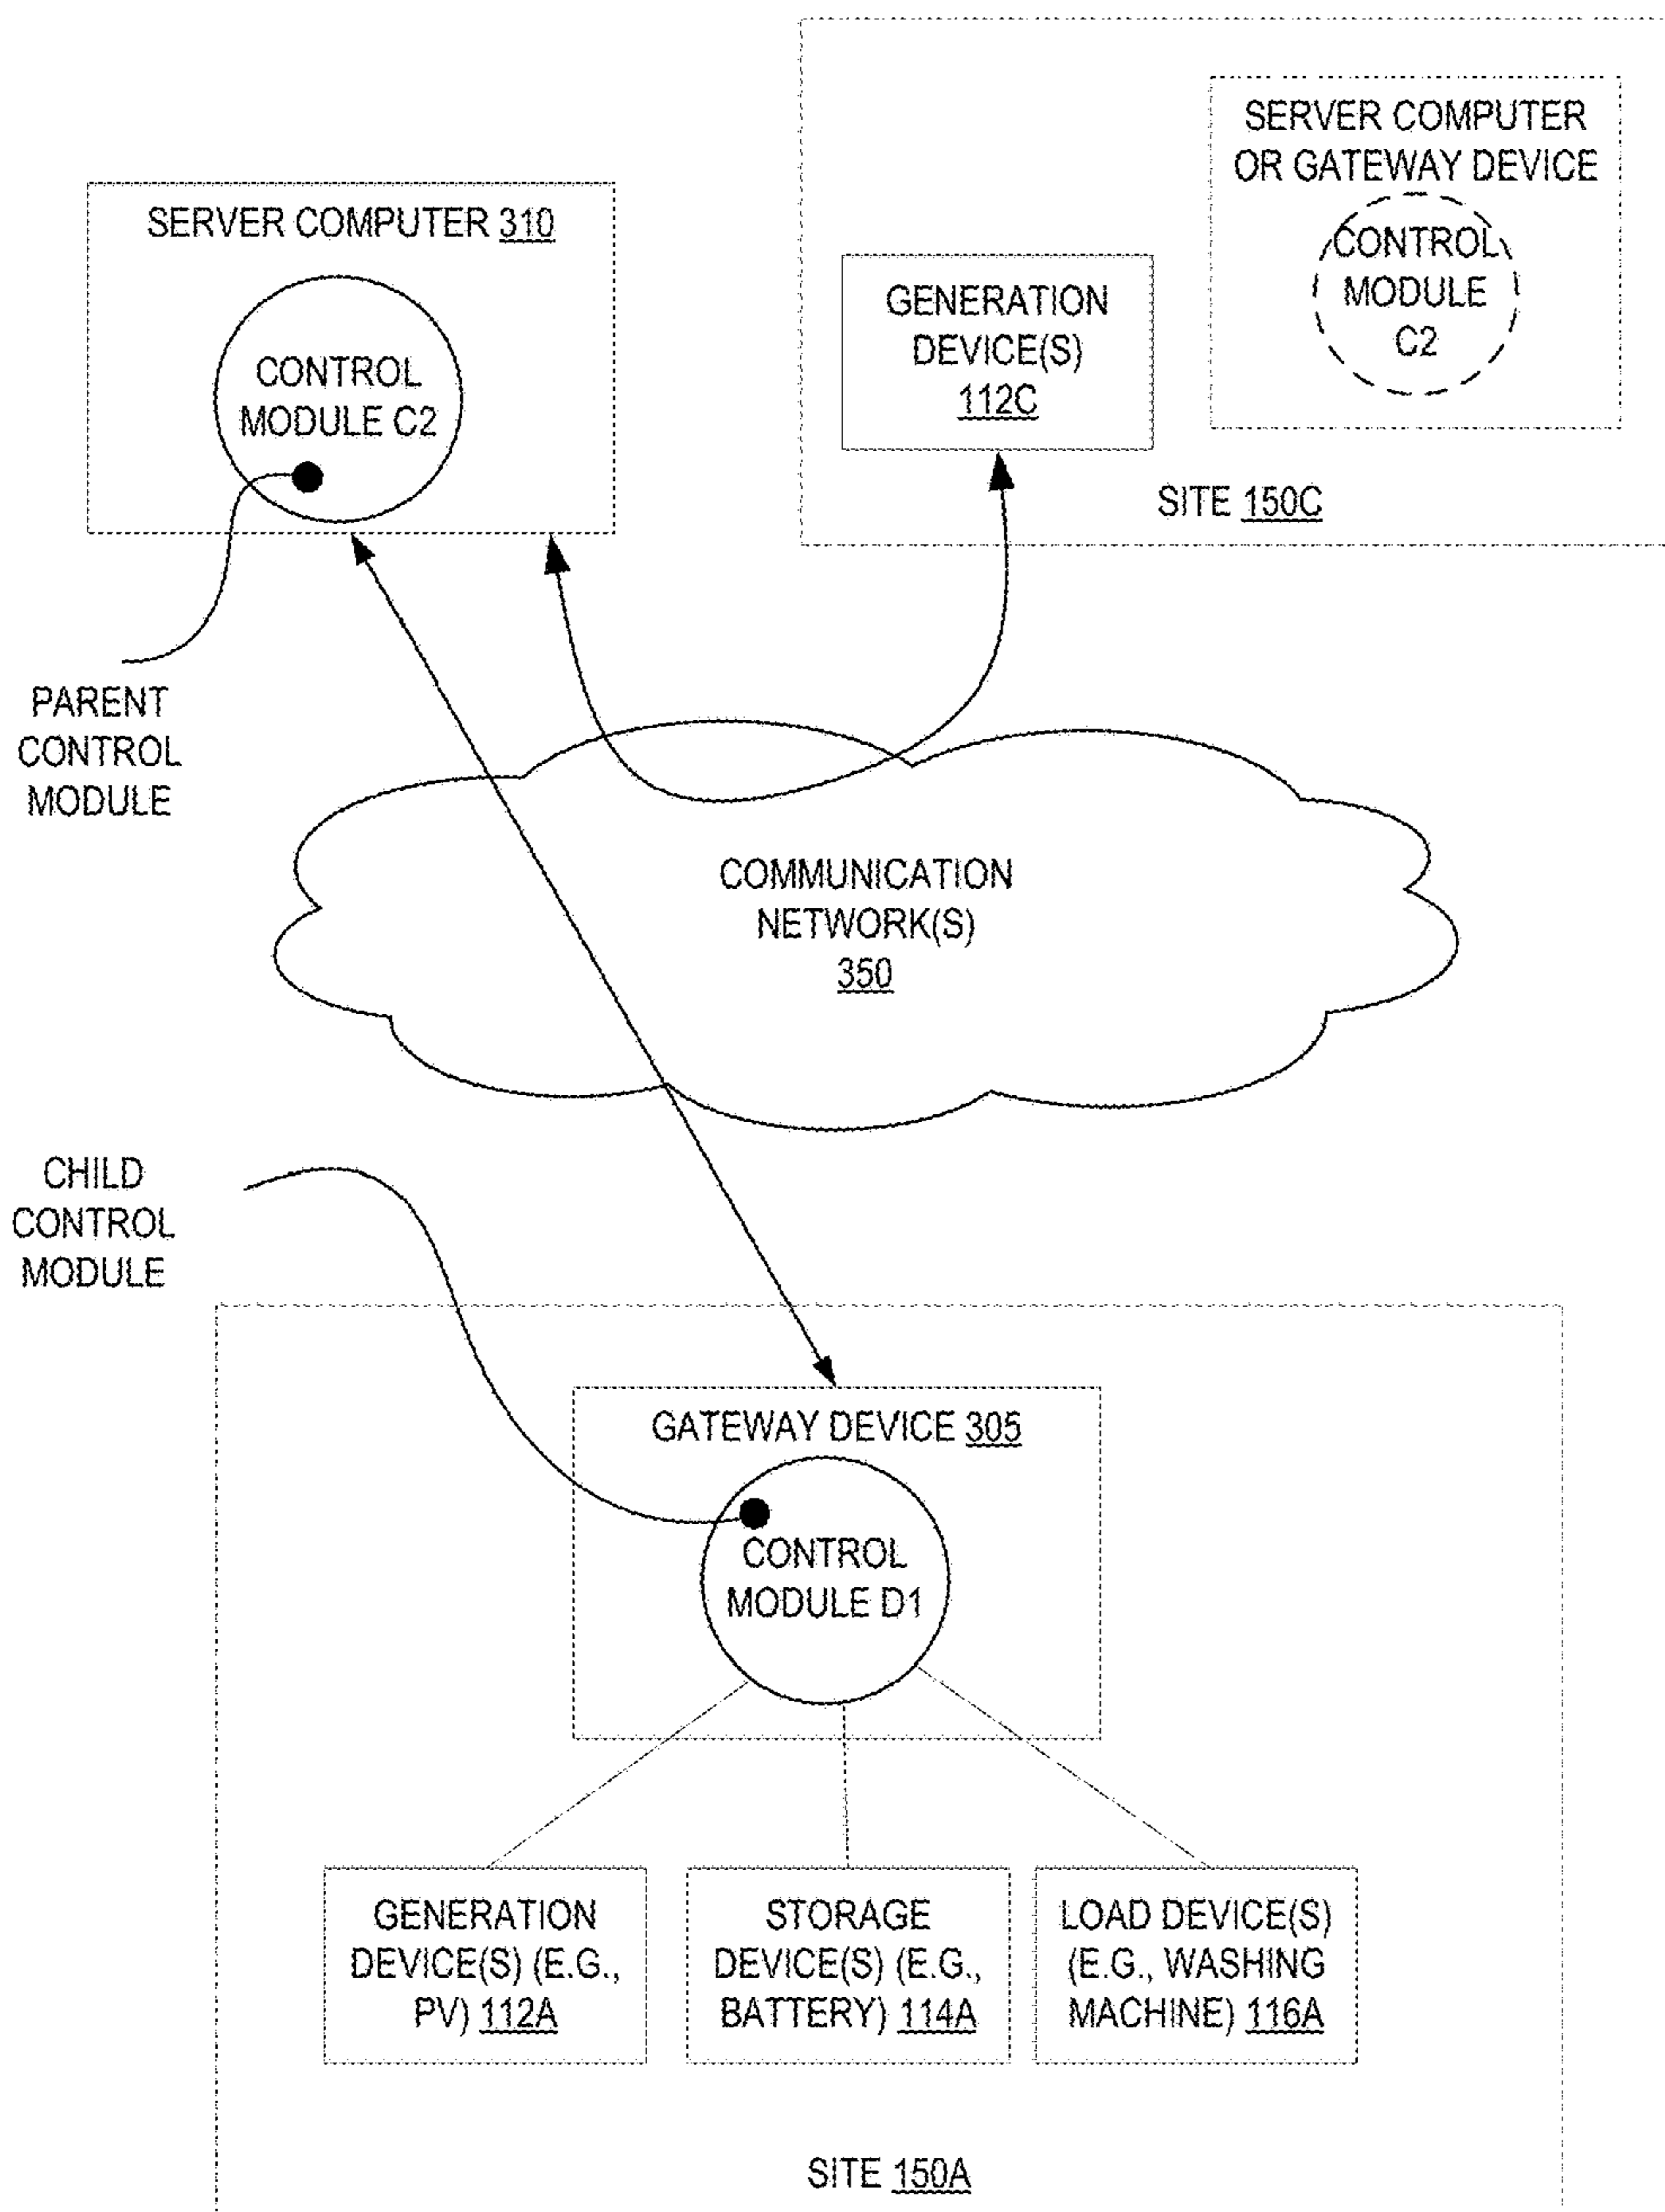 SERVER COMPUTER
OR GATEWAY DEVICE
CONTROL
MODULE
C2
SERVER COMPUTER 310
CONTROL
MODULE C2
GENERATION
DEVICE(S)
112C
SITE 150C
PARENT
CONTROL
MODULE
COMMUNICATION
NETWORK(S)
350
CHILD
CONTROL
MODULE
GATEWAY DEVICE 305
CONTROL
MODULE D1
GENERATION
DEVICE(S) (E.G.,
PV) 112A
STORAGE
DEVICE(S) (E.G.,
BATTERY) 114A
LOAD DEVICE(S)
(E.G., WASHING
MACHINE) 116A
SITE 150A